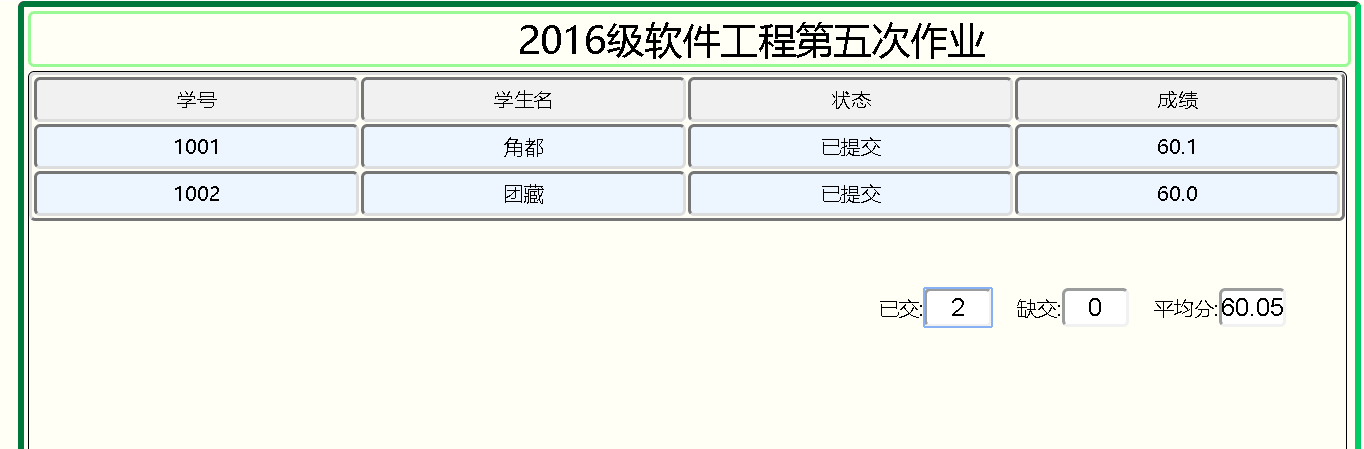 2016级软件工程第五次作业
学号 学生名 状态 成绩
1001 角都 已提交 60.1
1002 团藏 已提交 60.0
已交: 2 缺交: 0 平均分: 60.05